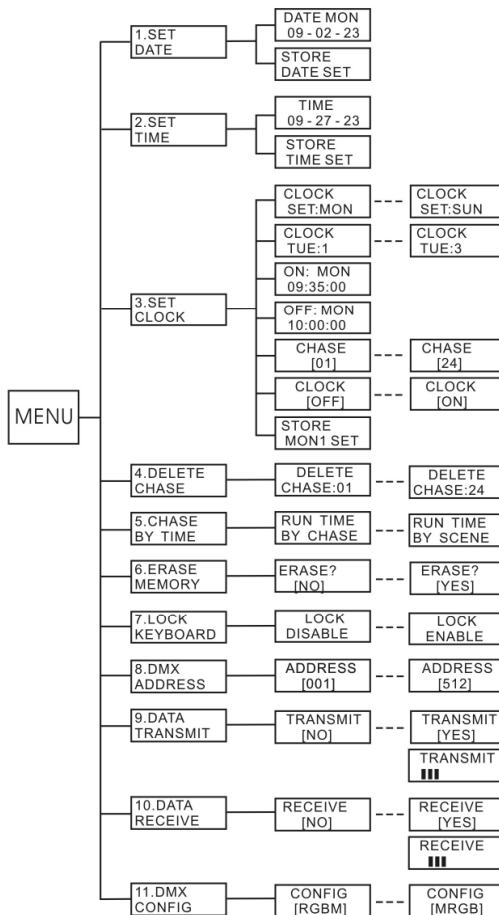 MENU
1.SET
DATE
DATE MON
09 - 02 - 23
STORE
DATE SET
2.SET
TIME
TIME
09 - 27 - 23
STORE
TIME SET
3.SET
CLOCK
CLOCK
SET:MON
CLOCK
SET:SUN
CLOCK
TUE:1
CLOCK
TUE:3
ON: MON
09:35:00
OFF: MON
10:00:00
CHASE
[01]
CHASE
[24]
CLOCK
[OFF]
CLOCK
[ON]
STORE
MON1 SET
4.DELETE
CHASE
DELETE
CHASE:01
DELETE
CHASE:24
5.CHASE
BY TIME
RUN TIME
BY CHASE
RUN TIME
BY SCENE
6.ERASE
MEMORY
ERASE?
[NO]
ERASE?
[YES]
7.LOCK
KEYBOARD
LOCK
DISABLE
LOCK
ENABLE
8.DMX
ADDRESS
ADDRESS
[001]
ADDRESS
[512]
9.DATA
TRANSMIT
TRANSMIT
[NO]
TRANSMIT
[YES]
TRANSMIT
10.DATA
RECEIVE
RECEIVE
[NO]
RECEIVE
[YES]
RECEIVE
11.DMX
CONFIG
CONFIG
[RGBM]
CONFIG
[MRGB]